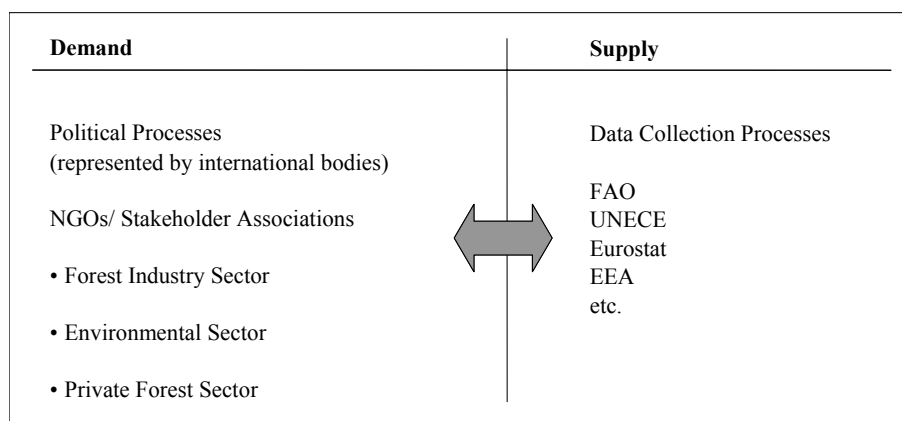 Demand
Supply
Political Processes
(represented by international bodies)
NGOs/ Stakeholder Associations
• Forest Industry Sector
• Environmental Sector
• Private Forest Sector
Data Collection Processes
FAO
UNECE
Eurostat
EEA
etc.